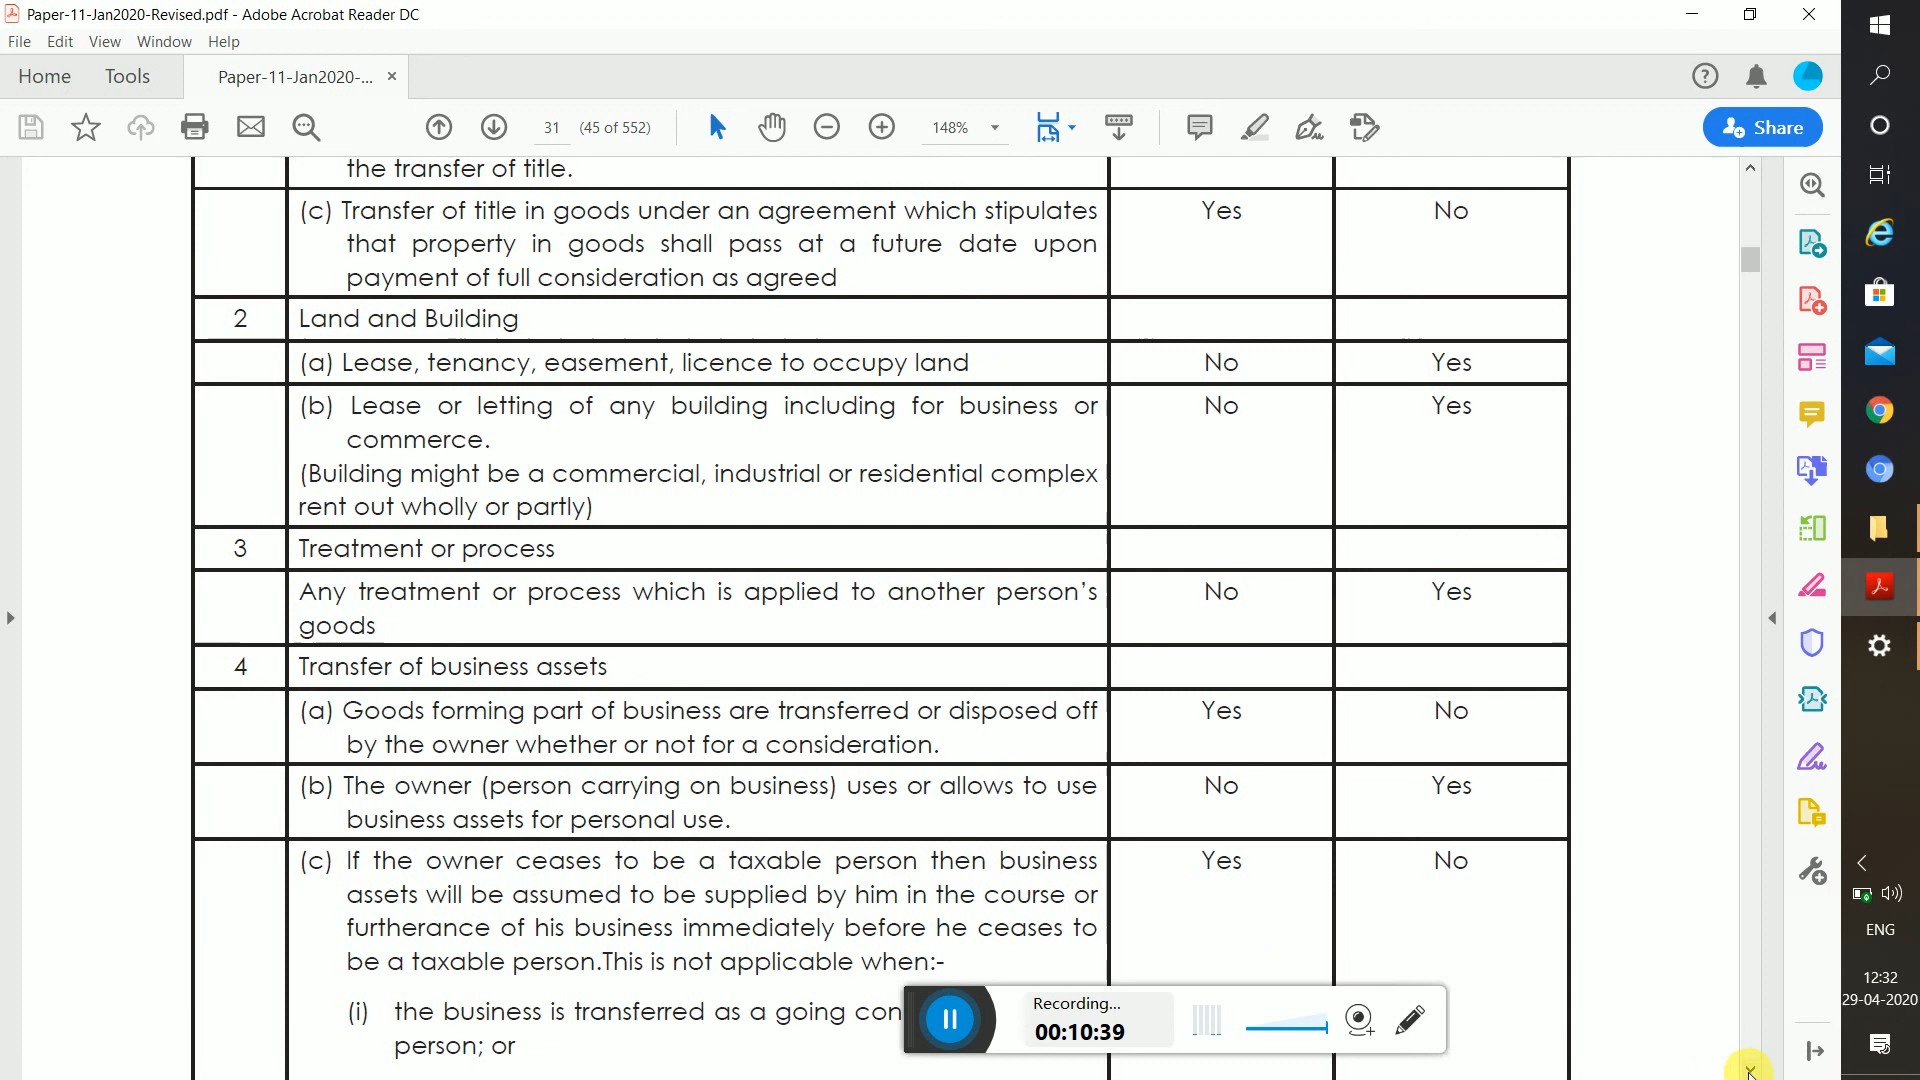 Paper-11-Jan2020-Revised.pdf - Adobe Acrobat Reader DC
File Edit View Window Help
Home Tools Paper-11-Jan2020-... ×
31 (45 of 552) 148% Share
the transfer of title.
(c) Transfer of title in goods under an agreement which stipulates Yes No
that property in goods shall pass at a future date upon
payment of full consideration as agreed
2 Land and Building
(a) Lease, tenancy, easement, licence to occupy land No Yes
(b) Lease or letting of any building including for business or No Yes
commerce.
(Building might be a commercial, industrial or residential complex
rent out wholly or partly)
3 Treatment or process
Any treatment or process which is applied to another person's No Yes
goods
4 Transfer of business assets
(a) Goods forming part of business are transferred or disposed off Yes No
by the owner whether or not for a consideration.
(b) The owner (person carrying on business) uses or allows to use No Yes
business assets for personal use.
(c) If the owner ceases to be a taxable person then business Yes No
assets will be assumed to be supplied by him in the course or
furtherance of his business immediately before he ceases to
be a taxable person.This is not applicable when:-
(i) the business is transferred as a going con
person; or
Recording...
00:10:39
ENG
12:32
29-04-2020